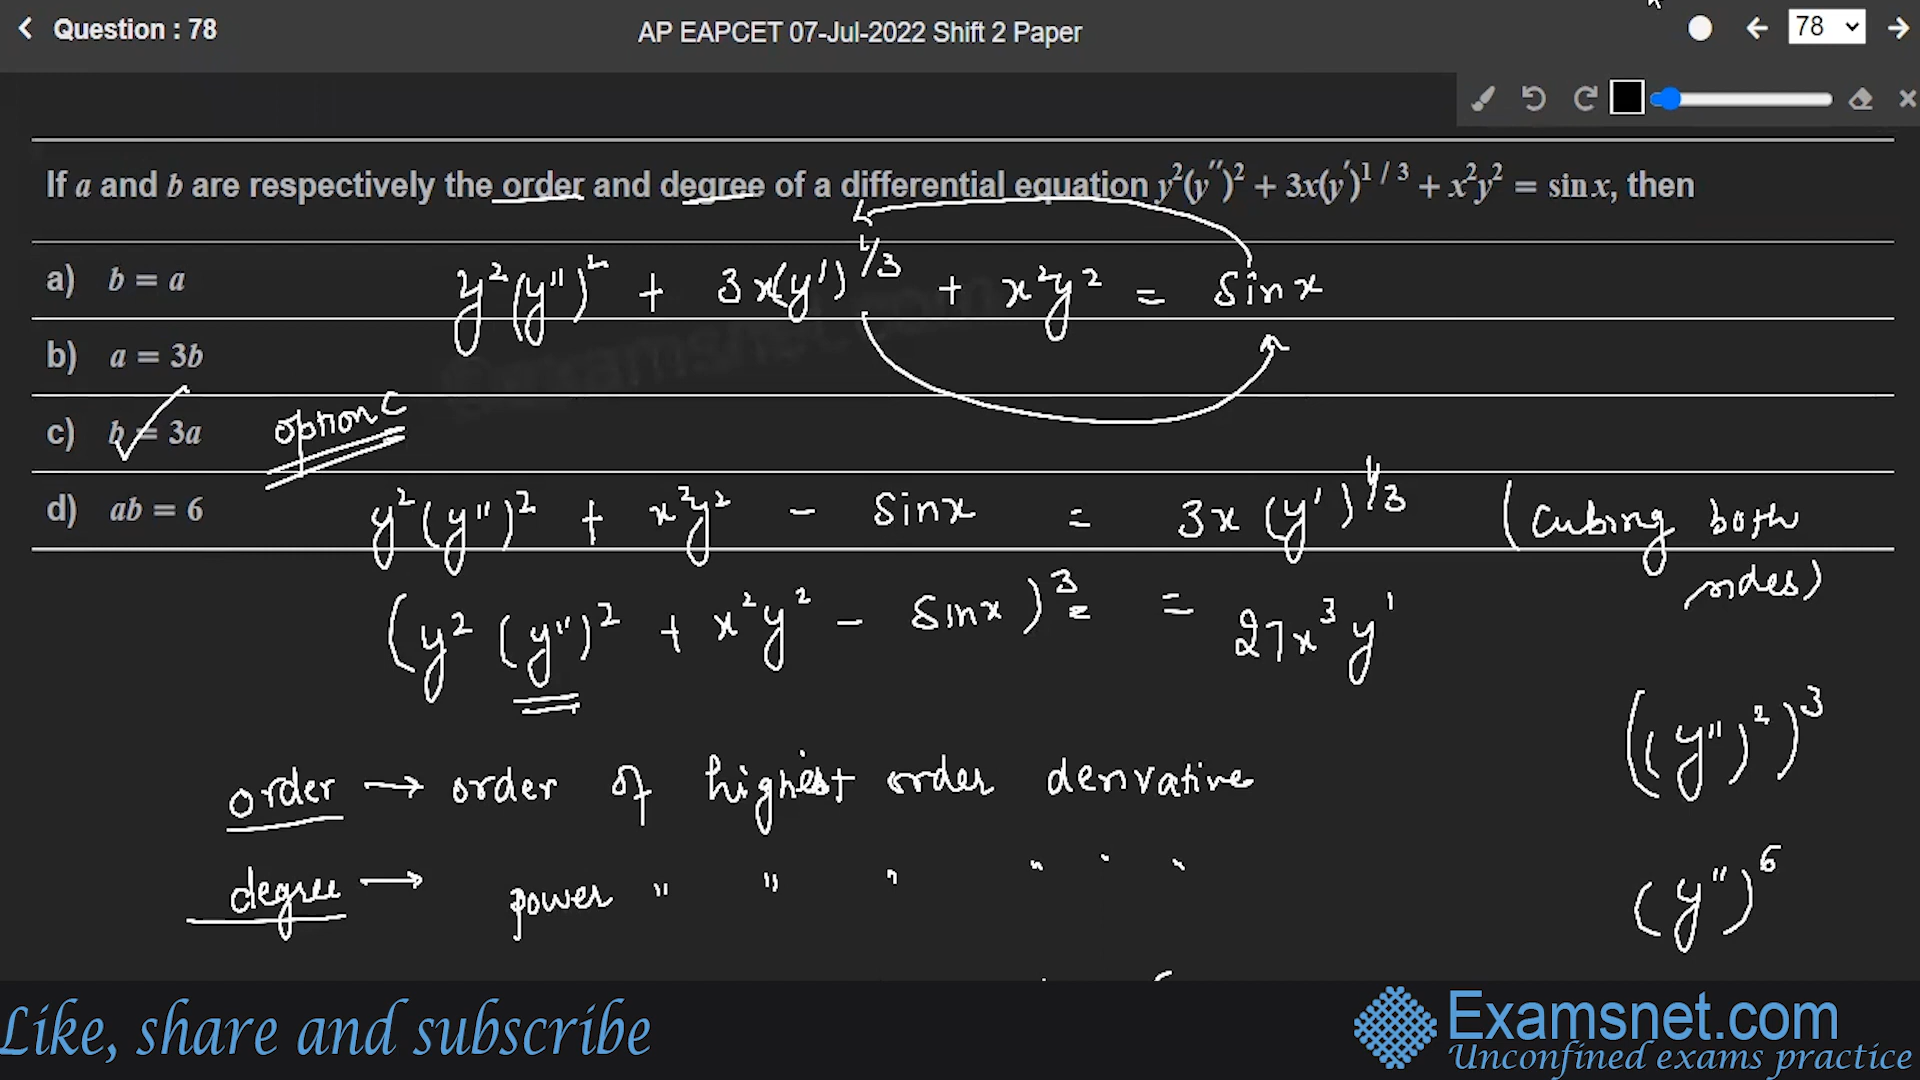 Question : 78
AP EAPCET 07-Jul-2022 Shift 2 Paper
78
If a and b are respectively the order and degree of a differential equation y²(y″)² + 3x(y′)^1/3 + x²y² = sin x, then
a) b = a
y²(y″)² + 3x(y′)^1/3 + x²y² = sinx
b) a = 3b
c) b = 3a
option C
d) ab = 6
y²(y″)² + x²y² - sinx = 3x(y′)^1/3 (cubing both
sides)
(y²(y″)² + x²y² - sinx)³ = 27x³y′
((y″)²)³
order → order of highest order derivative
degree → power " " " " " "
(y″)⁶
Like, share and subscribe
Examsnet.com
Unconfined exams practice